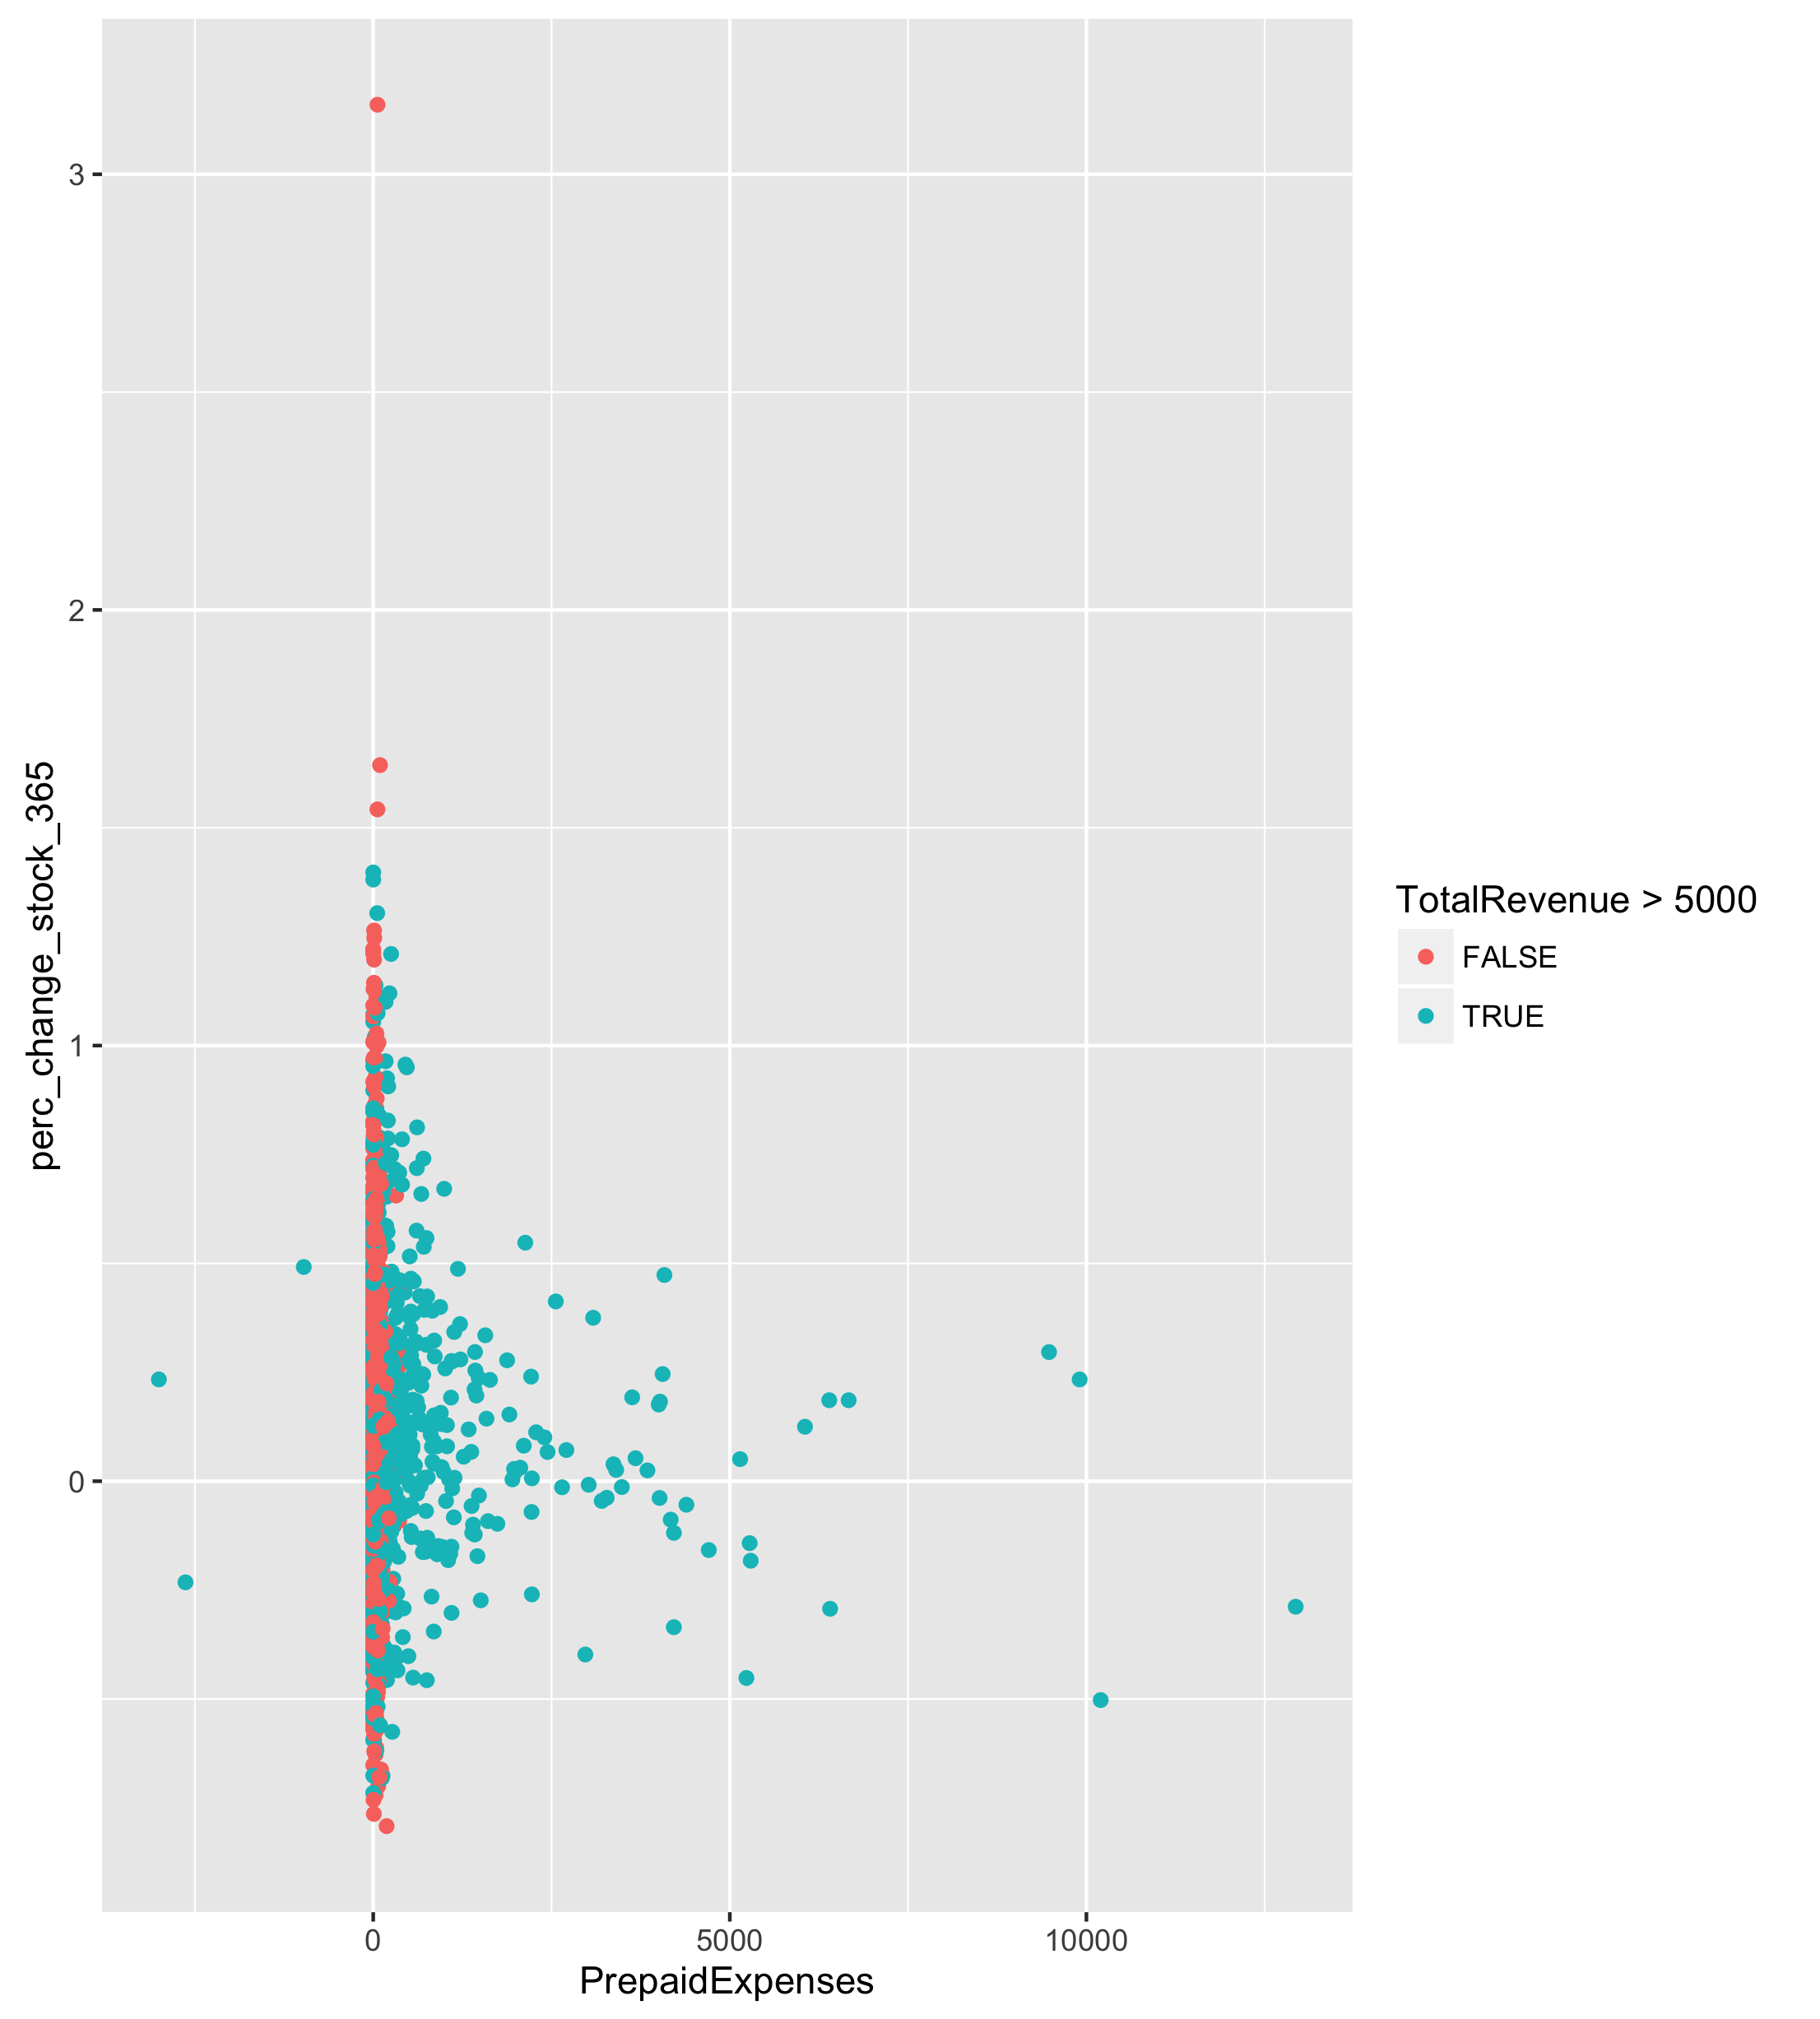 3
2
1
0
perc_change_stock_365
0
5000
10000
PrepaidExpenses
TotalRevenue > 5000
FALSE
TRUE